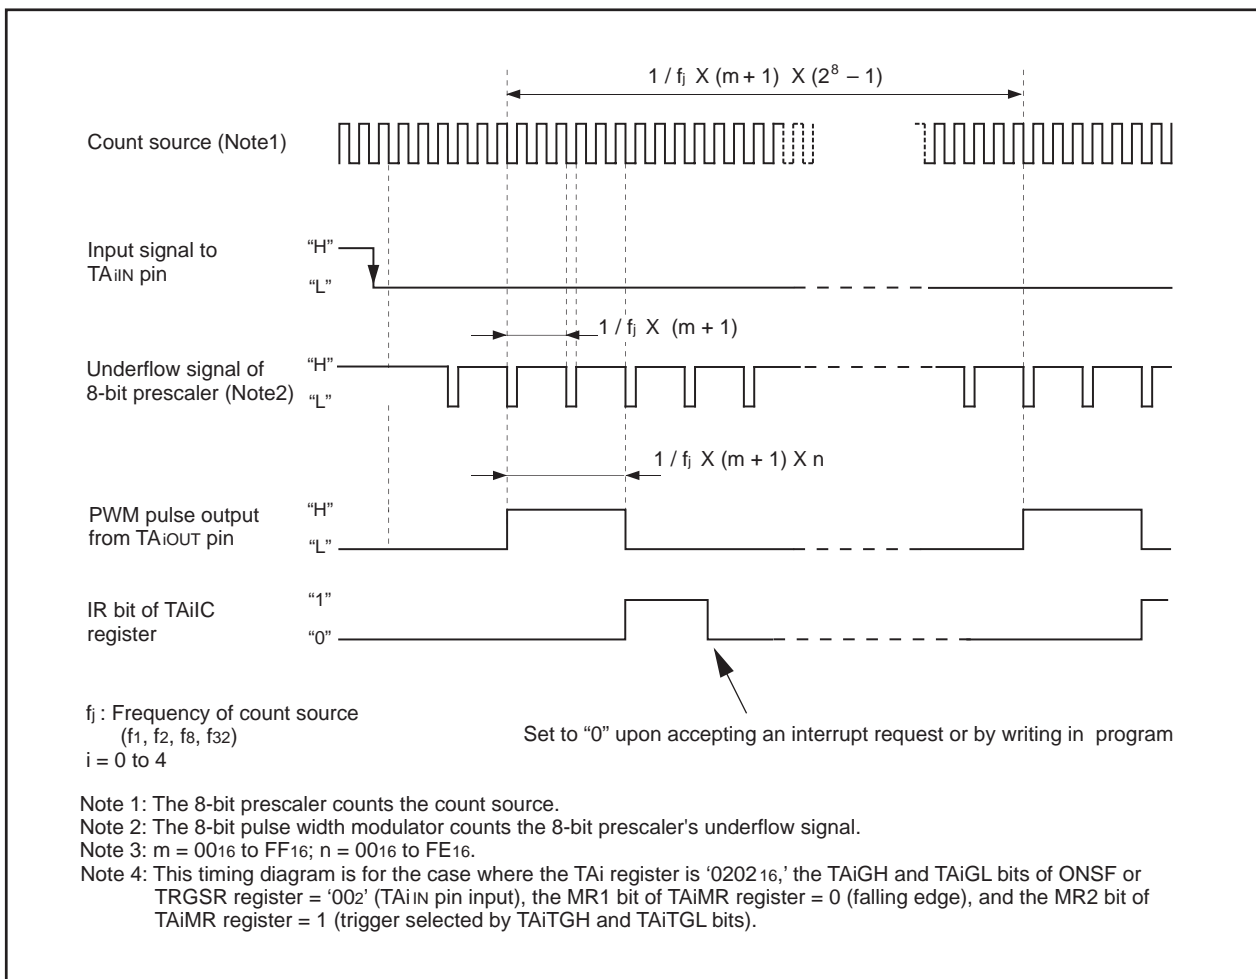 1 / fj X (m + 1) X (2⁸ – 1)
Count source (Note1)
Input signal to
TAiIN pin
“H”
“L”
1 / fj X (m + 1)
Underflow signal of
8-bit prescaler (Note2)
“H”
“L”
1 / fj X (m + 1) X n
PWM pulse output
from TAiOUT pin
“H”
“L”
IR bit of TAiIC
register
“1”
“0”
fj : Frequency of count source
(f1, f2, f8, f32)
i = 0 to 4
Set to “0” upon accepting an interrupt request or by writing in program
Note 1: The 8-bit prescaler counts the count source.
Note 2: The 8-bit pulse width modulator counts the 8-bit prescaler's underflow signal.
Note 3: m = 0016 to FF16; n = 0016 to FE16.
Note 4: This timing diagram is for the case where the TAi register is ‘020216,’ the TAiGH and TAiGL bits of ONSF or
TRGSR register = ‘002’ (TAiIN pin input), the MR1 bit of TAiMR register = 0 (falling edge), and the MR2 bit of
TAiMR register = 1 (trigger selected by TAiTGH and TAiTGL bits).